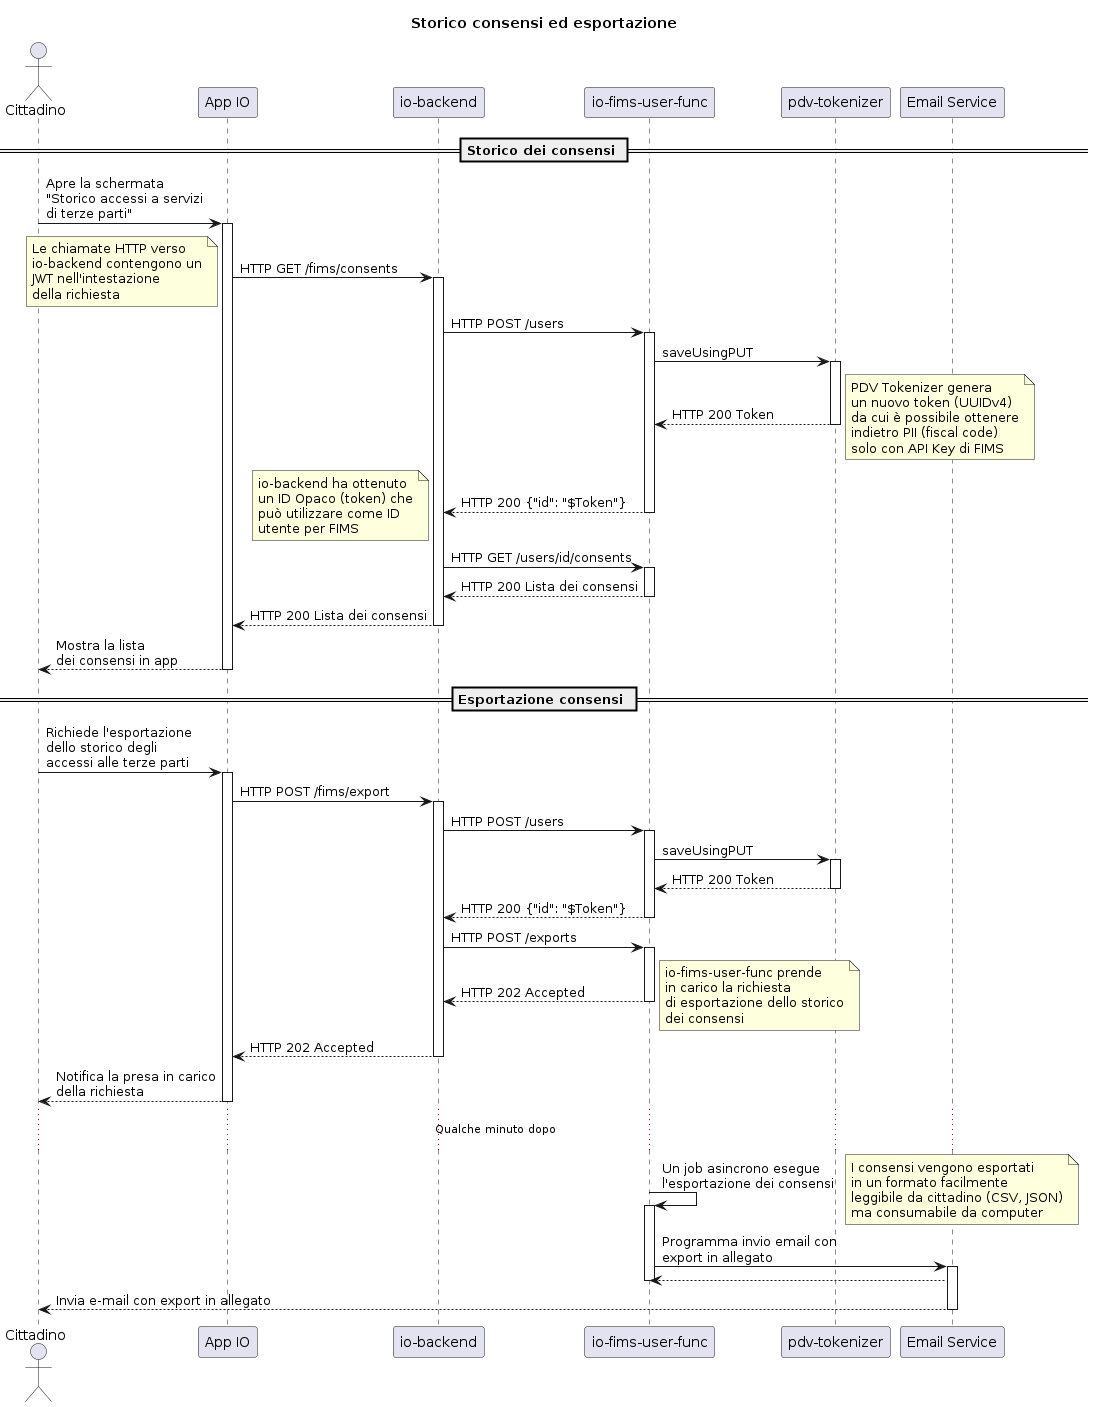 Storico consensi ed esportazione
Cittadino
App IO
io-backend
io-fims-user-func
pdv-tokenizer
Email Service
Storico dei consensi
Apre la schermata
"Storico accessi a servizi
di terze parti"
Le chiamate HTTP verso
io-backend contengono un
JWT nell'intestazione
della richiesta
HTTP GET /fims/consents
HTTP POST /users
saveUsingPUT
PDV Tokenizer genera
un nuovo token (UUIDv4)
da cui è possibile ottenere
indietro PII (fiscal code)
solo con API Key di FIMS
HTTP 200 Token
io-backend ha ottenuto
un ID Opaco (token) che
può utilizzare come ID
utente per FIMS
HTTP 200 {"id": "$Token"}
HTTP GET /users/id/consents
HTTP 200 Lista dei consensi
HTTP 200 Lista dei consensi
Mostra la lista
dei consensi in app
Esportazione consensi
Richiede l'esportazione
dello storico degli
accessi alle terze parti
HTTP POST /fims/export
HTTP POST /users
saveUsingPUT
HTTP 200 Token
HTTP 200 {"id": "$Token"}
HTTP POST /exports
io-fims-user-func prende
in carico la richiesta
di esportazione dello storico
dei consensi
HTTP 202 Accepted
HTTP 202 Accepted
Notifica la presa in carico
della richiesta
Qualche minuto dopo
Un job asincrono esegue
l'esportazione dei consensi
I consensi vengono esportati
in un formato facilmente
leggibile da cittadino (CSV, JSON)
ma consumabile da computer
Programma invio email con
export in allegato
Invia e-mail con export in allegato
Cittadino
App IO
io-backend
io-fims-user-func
pdv-tokenizer
Email Service